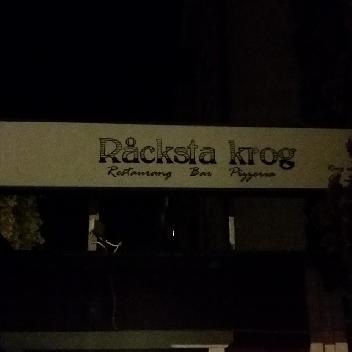 Råcksta krog
Restaurang Bar Pizzeria